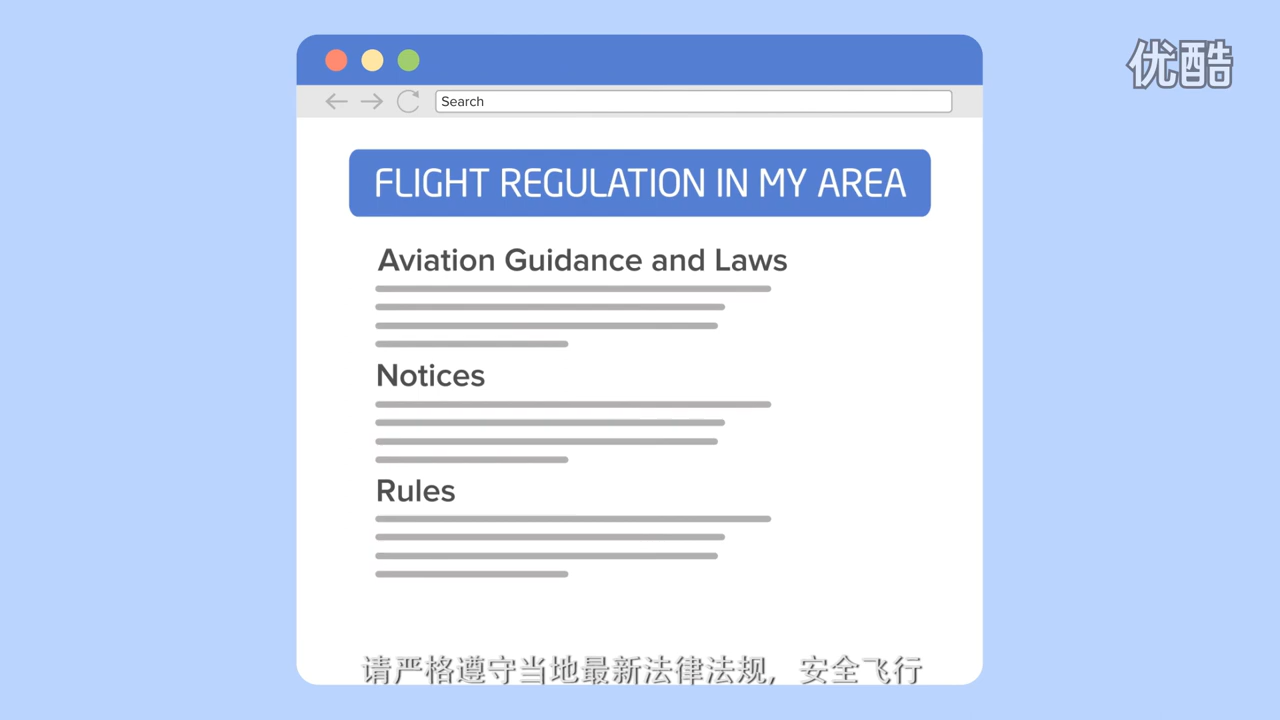 优酷
Search
FLIGHT REGULATION IN MY AREA
Aviation Guidance and Laws
Notices
Rules
请严格遵守当地最新法律法规， 安全飞行